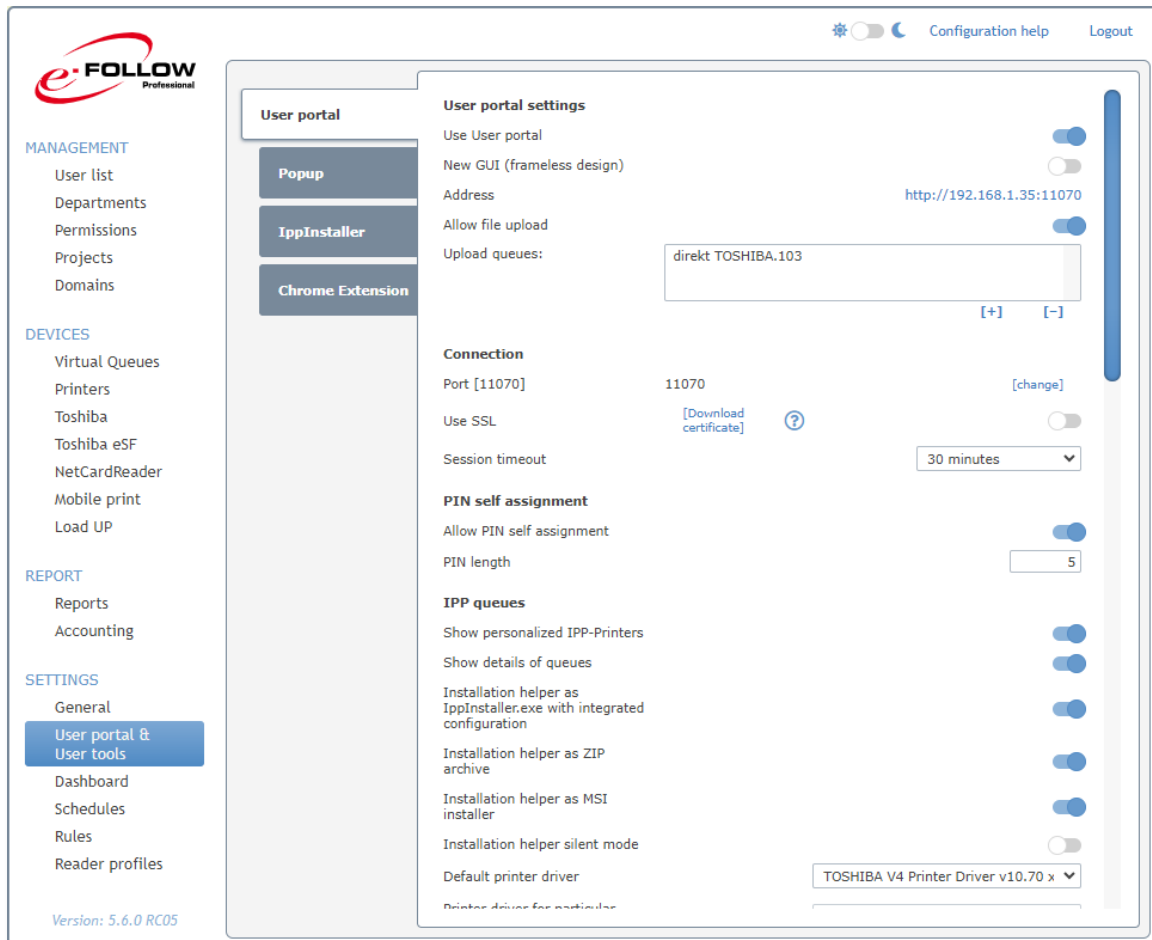 Configuration help
Logout
e-FOLLOW
Professional
MANAGEMENT
User list
Departments
Permissions
Projects
Domains
DEVICES
Virtual Queues
Printers
Toshiba
Toshiba eSF
NetCardReader
Mobile print
Load UP
REPORT
Reports
Accounting
SETTINGS
General
User portal &
User tools
Dashboard
Schedules
Rules
Reader profiles
Version: 5.6.0 RC05
User portal
Popup
IppInstaller
Chrome Extension
User portal settings
Use User portal
New GUI (frameless design)
Address http://192.168.1.35:11070
Allow file upload
Upload queues: direkt TOSHIBA.103
[+] [-]
Connection
Port [11070] 11070 [change]
Use SSL [Download
certificate] ?
Session timeout 30 minutes
PIN self assignment
Allow PIN self assignment
PIN length 5
IPP queues
Show personalized IPP-Printers
Show details of queues
Installation helper as
IppInstaller.exe with integrated
configuration
Installation helper as ZIP
archive
Installation helper as MSI
installer
Installation helper silent mode
Default printer driver TOSHIBA V4 Printer Driver v10.70 x
Printer driver for particular